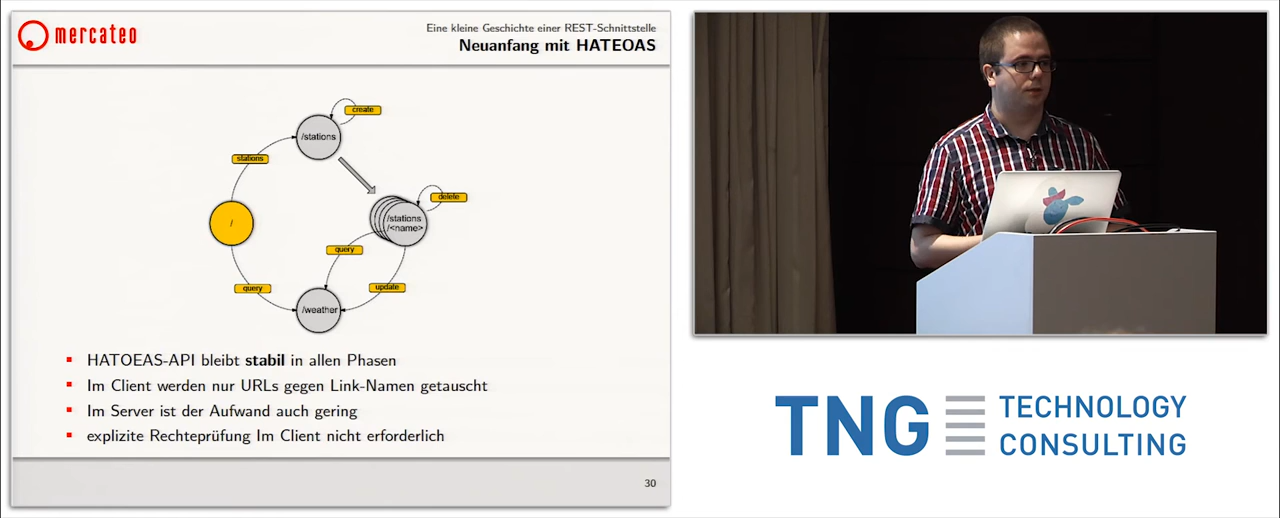 mercateo
Eine kleine Geschichte einer REST-Schnittstelle
Neuanfang mit HATEOAS
create
/stations
stations
delete
/
/stations
/<name>
query
query
update
/weather
HATOEAS-API bleibt stabil in allen Phasen
Im Client werden nur URLs gegen Link-Namen getauscht
Im Server ist der Aufwand auch gering
explizite Rechteprüfung Im Client nicht erforderlich
30
TNG TECHNOLOGY
CONSULTING